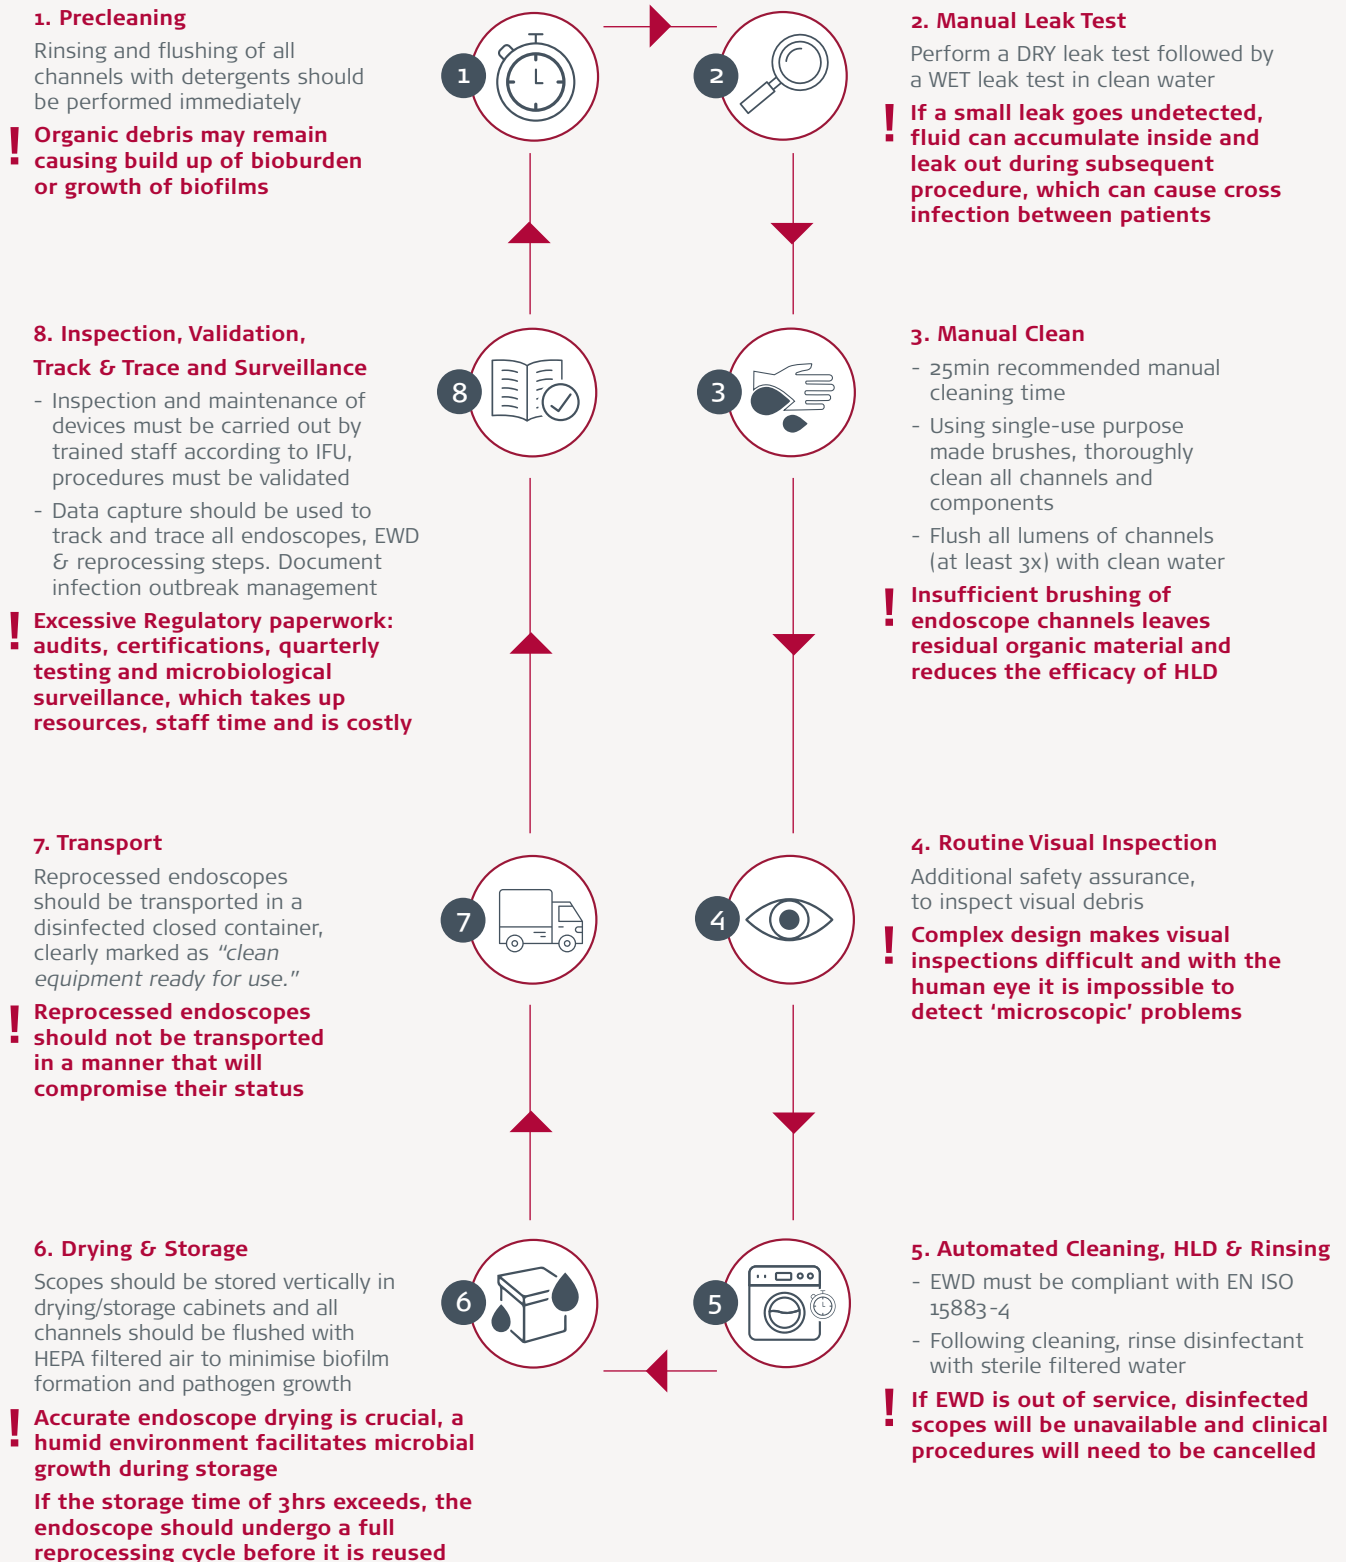 1. Precleaning
Rinsing and flushing of all
channels with detergents should
be performed immediately
! Organic debris may remain
causing build up of bioburden
or growth of biofilms
1
2
2. Manual Leak Test
Perform a DRY leak test followed by
a WET leak test in clean water
! If a small leak goes undetected,
fluid can accumulate inside and
leak out during subsequent
procedure, which can cause cross
infection between patients
8. Inspection, Validation,
Track & Trace and Surveillance
- Inspection and maintenance of
devices must be carried out by
trained staff according to IFU,
procedures must be validated
- Data capture should be used to
track and trace all endoscopes, EWD
& reprocessing steps. Document
infection outbreak management
! Excessive Regulatory paperwork:
audits, certifications, quarterly
testing and microbiological
surveillance, which takes up
resources, staff time and is costly
8
3
3. Manual Clean
- 25min recommended manual
cleaning time
- Using single-use purpose
made brushes, thoroughly
clean all channels and
components
- Flush all lumens of channels
(at least 3x) with clean water
! Insufficient brushing of
endoscope channels leaves
residual organic material and
reduces the efficacy of HLD
7. Transport
Reprocessed endoscopes
should be transported in a
disinfected closed container,
clearly marked as “clean
equipment ready for use.”
! Reprocessed endoscopes
should not be transported
in a manner that will
compromise their status
7
4
4. Routine Visual Inspection
Additional safety assurance,
to inspect visual debris
! Complex design makes visual
inspections difficult and with the
human eye it is impossible to
detect ‘microscopic’ problems
6. Drying & Storage
Scopes should be stored vertically in
drying/storage cabinets and all
channels should be flushed with
HEPA filtered air to minimise biofilm
formation and pathogen growth
! Accurate endoscope drying is crucial, a
humid environment facilitates microbial
growth during storage
If the storage time of 3hrs exceeds, the
endoscope should undergo a full
reprocessing cycle before it is reused
6
5
5. Automated Cleaning, HLD & Rinsing
- EWD must be compliant with EN ISO
15883-4
- Following cleaning, rinse disinfectant
with sterile filtered water
! If EWD is out of service, disinfected
scopes will be unavailable and clinical
procedures will need to be cancelled